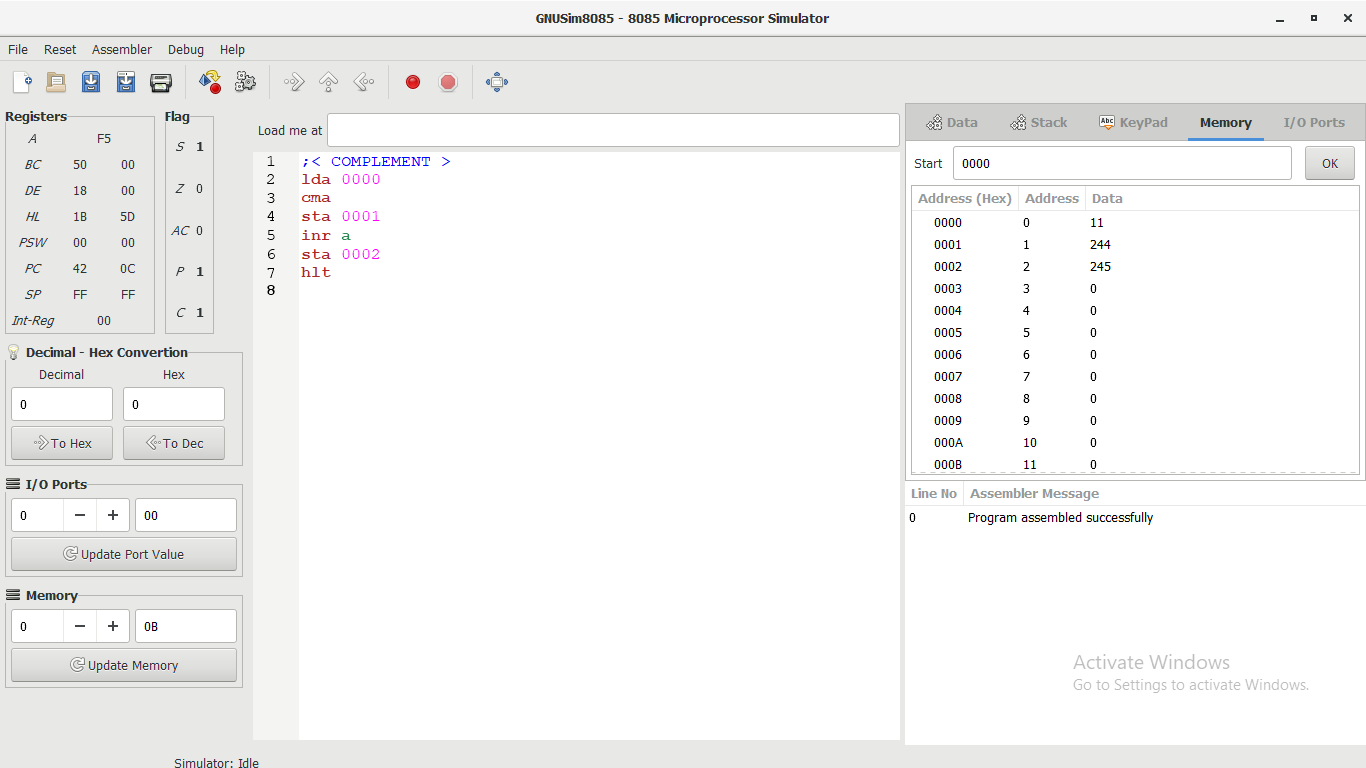 GNUSim8085 - 8085 Microprocessor Simulator
File Reset Assembler Debug Help
Registers
A F5
BC 50 00
DE 18 00
HL 1B 5D
PSW 00 00
PC 42 0C
SP FF FF
Int-Reg 00
Flag
S 1
Z 0
AC 0
P 1
C 1
Decimal - Hex Convertion
Decimal Hex
0 0
To Hex To Dec
I/O Ports
0 − + 00
Update Port Value
Memory
0 − + 0B
Update Memory
Load me at
1 ;< COMPLEMENT >
2 lda 0000
3 cma
4 sta 0001
5 inr a
6 sta 0002
7 hlt
8
Data Stack Abc KeyPad Memory I/O Ports
Start 0000 OK
Address (Hex) Address Data
0000 0 11
0001 1 244
0002 2 245
0003 3 0
0004 4 0
0005 5 0
0006 6 0
0007 7 0
0008 8 0
0009 9 0
000A 10 0
000B 11 0
Line No Assembler Message
0 Program assembled successfully
Activate Windows
Go to Settings to activate Windows.
Simulator: Idle